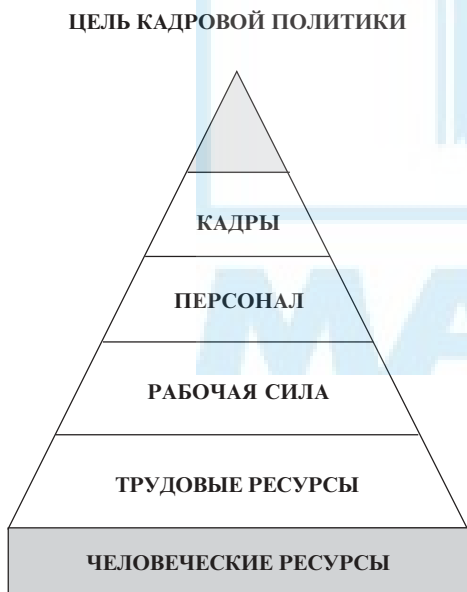 ЦЕЛЬ КАДРОВОЙ ПОЛИТИКИ
КАДРЫ
ПЕРСОНАЛ
РАБОЧАЯ СИЛА
ТРУДОВЫЕ РЕСУРСЫ
ЧЕЛОВЕЧЕСКИЕ РЕСУРСЫ